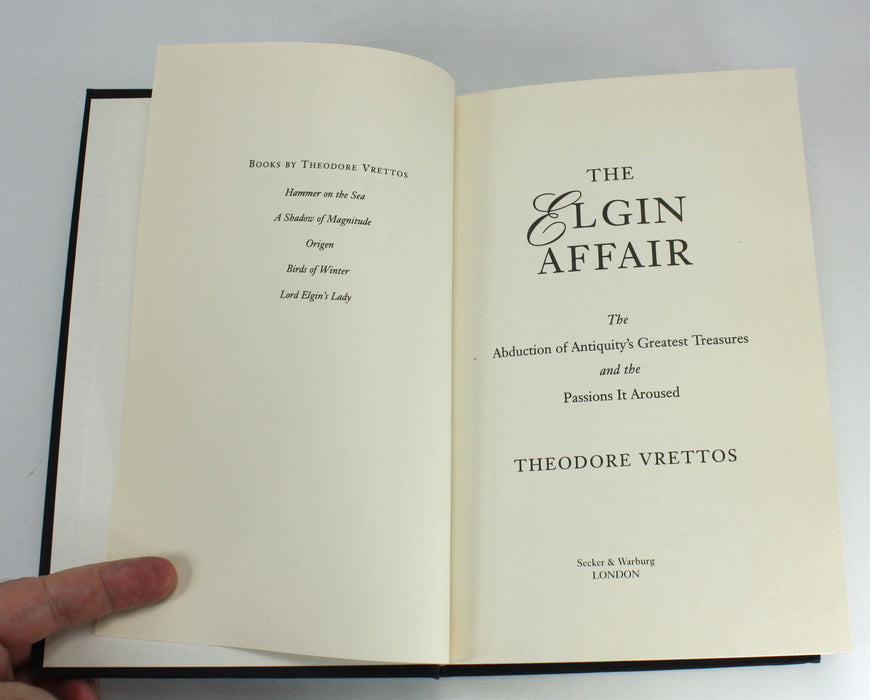 Books by Theodore Vrettos
Hammer on the Sea
A Shadow of Magnitude
Origen
Birds of Winter
Lord Elgin's Lady
THE
ELGIN
AFFAIR
The
Abduction of Antiquity's Greatest Treasures
and the
Passions It Aroused
THEODORE VRETTOS
Secker & Warburg
LONDON